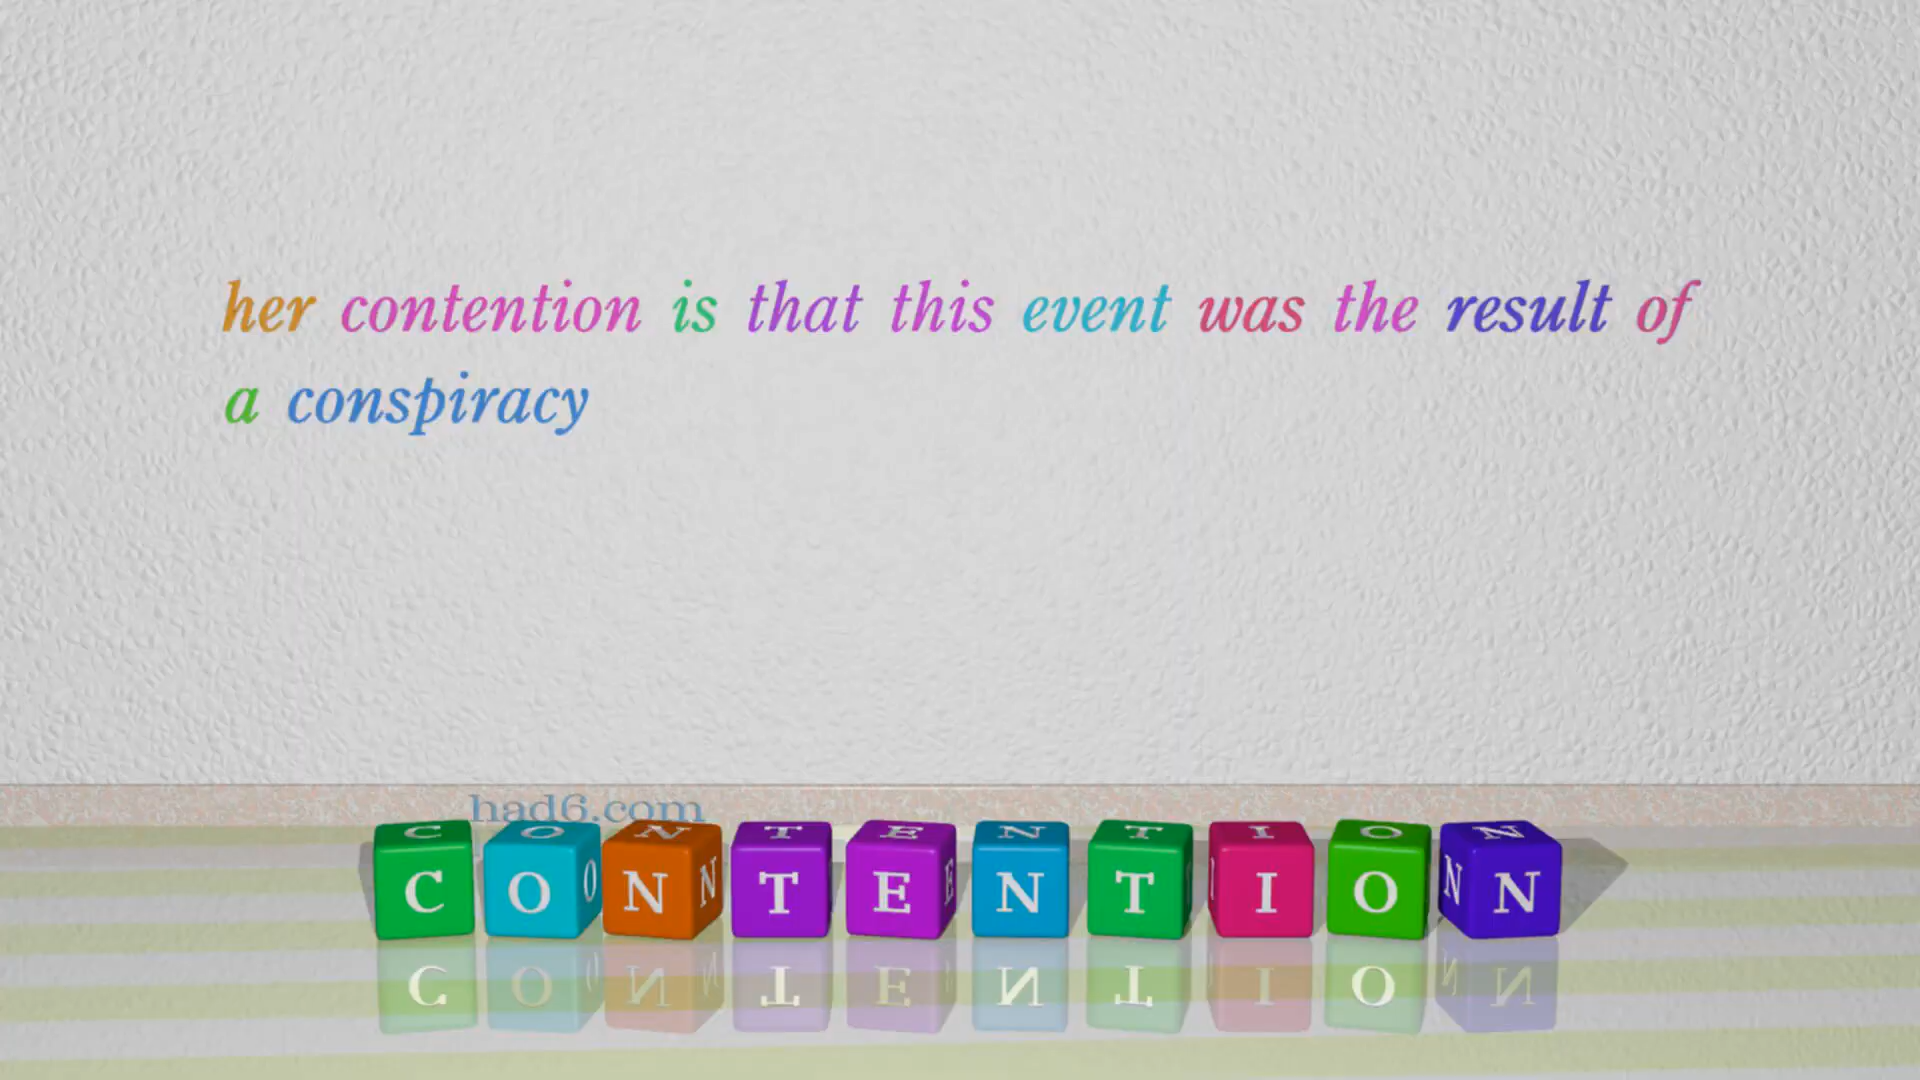 her contention is that this event was the result of
a conspiracy
had6.com
CONTENTION